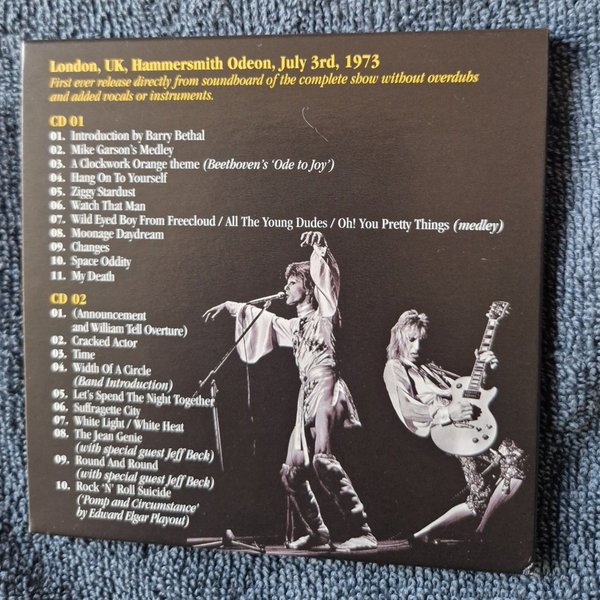 London, UK, Hammersmith Odeon, July 3rd, 1973
First ever release directly from soundboard of the complete show without overdubs
and added vocals or instruments.
CD 01
01. Introduction by Barry Bethal
02. Mike Garson's Medley
03. A Clockwork Orange theme (Beethoven's 'Ode to Joy')
04. Hang On To Yourself
05. Ziggy Stardust
06. Watch That Man
07. Wild Eyed Boy From Freecloud / All The Young Dudes / Oh! You Pretty Things (medley)
08. Moonage Daydream
09. Changes
10. Space Oddity
11. My Death
CD 02
01. (Announcement
and William Tell Overture)
02. Cracked Actor
03. Time
04. Width Of A Circle
(Band Introduction)
05. Let's Spend The Night Together
06. Suffragette City
07. White Light / White Heat
08. The Jean Genie
(with special guest Jeff Beck)
09. Round And Round
(with special guest Jeff Beck)
10. Rock 'N' Roll Suicide
('Pomp and Circumstance'
by Edward Elgar Playout)